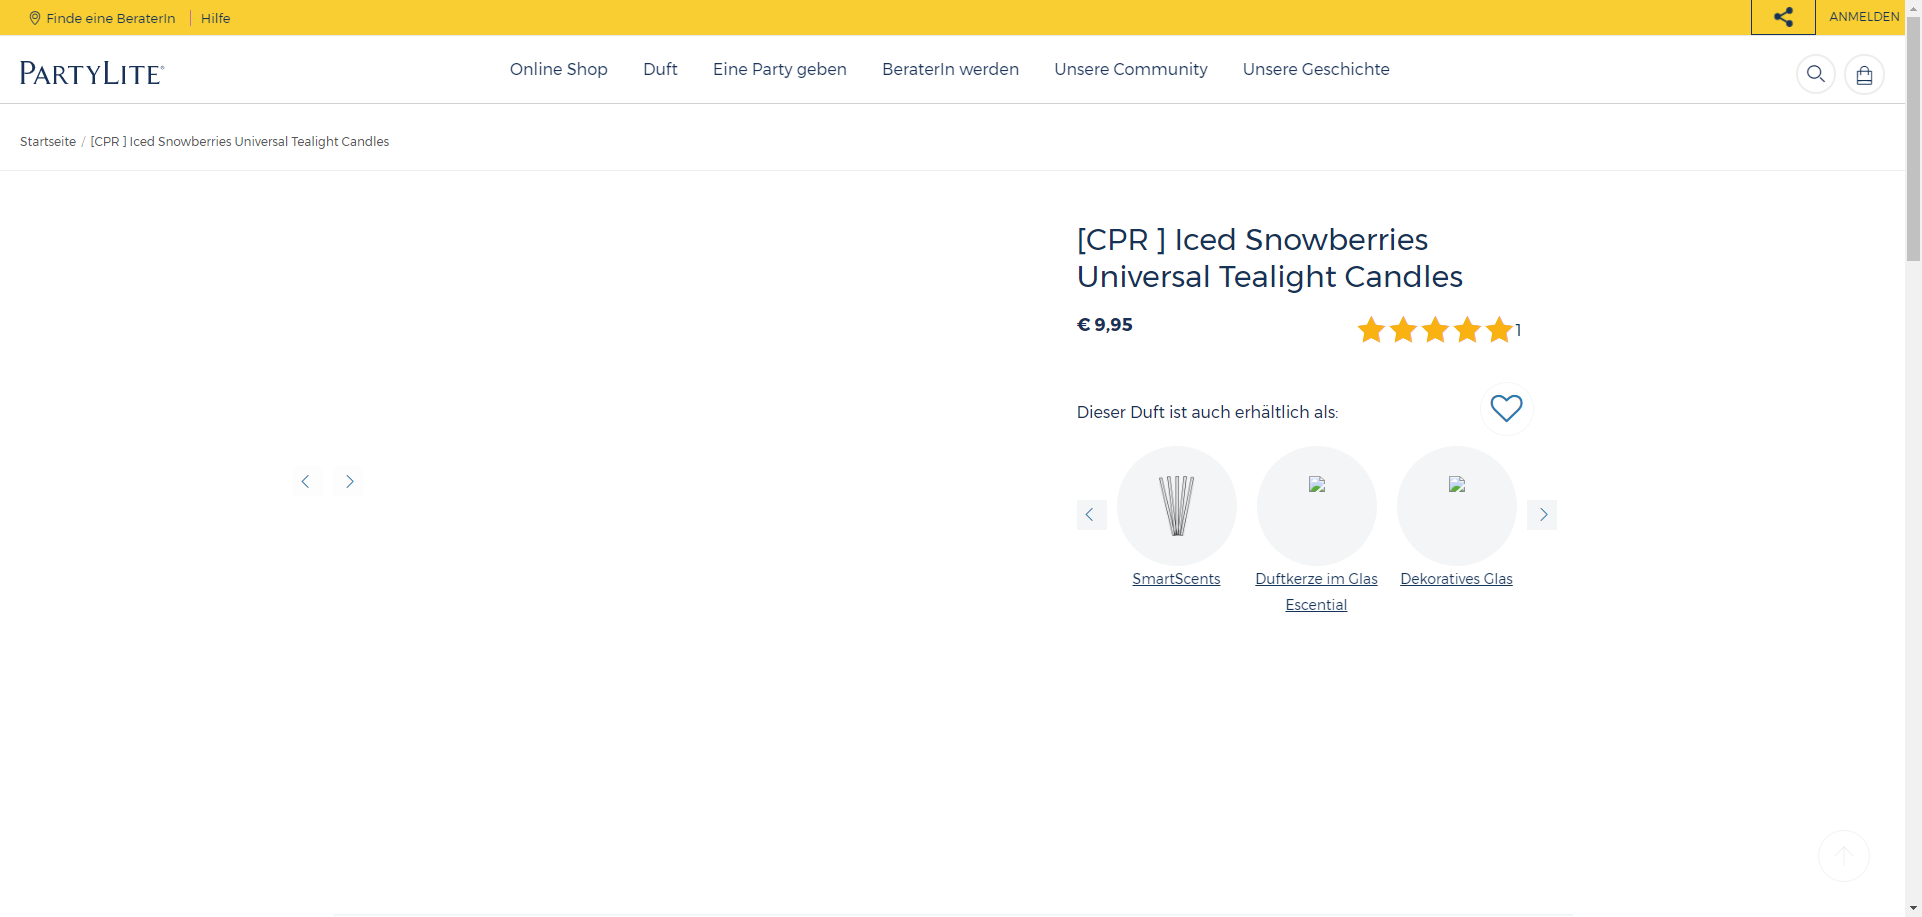 Finde eine BeraterIn
Hilfe
ANMELDEN
PARTYLITE®
Online Shop
Duft
Eine Party geben
BeraterIn werden
Unsere Community
Unsere Geschichte
Startseite / [CPR ] Iced Snowberries Universal Tealight Candles
[CPR ] Iced Snowberries
Universal Tealight Candles
€ 9,95
1
Dieser Duft ist auch erhältlich als:
SmartScents
Duftkerze im Glas
Escential
Dekoratives Glas